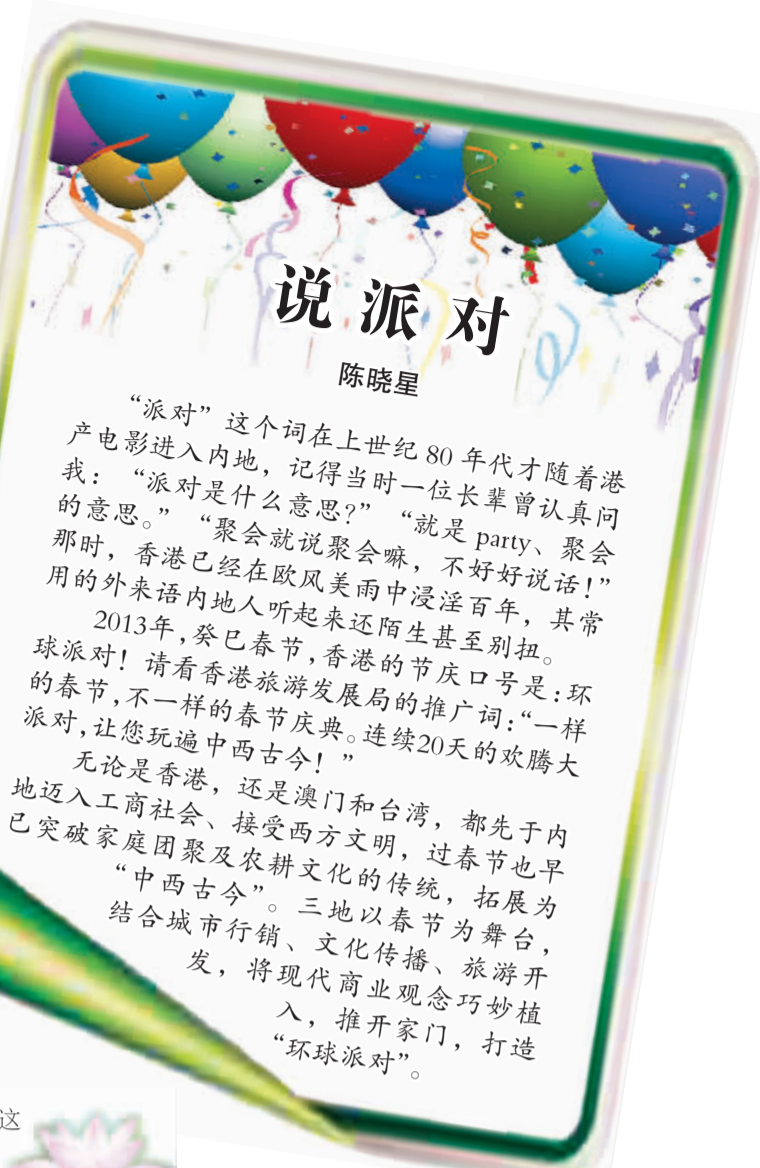 说派对
陈晓星
“派对”这个词在上世纪 80 年代才随着港
产电影进入内地，记得当时一位长辈曾认真问
我：“派对是什么意思？”“就是 party、聚会
的意思。”“聚会就说聚会嘛，不好好说话！”
那时，香港已经在欧风美雨中浸淫百年，其常
用的外来语内地人听起来还陌生甚至别扭。
2013年，癸巳春节，香港的节庆口号是：环
球派对！请看香港旅游发展局的推广词：“一样
的春节，不一样的春节庆典。连续20天的欢腾大
派对，让您玩遍中西古今！”
无论是香港，还是澳门和台湾，都先于内
地迈入工商社会、接受西方文明，过春节也早
已突破家庭团聚及农耕文化的传统，拓展为
“中西古今”。三地以春节为舞台，
结合城市行销、文化传播、旅游开
发，将现代商业观念巧妙植
入，推开家门，打造
“环球派对”。
这